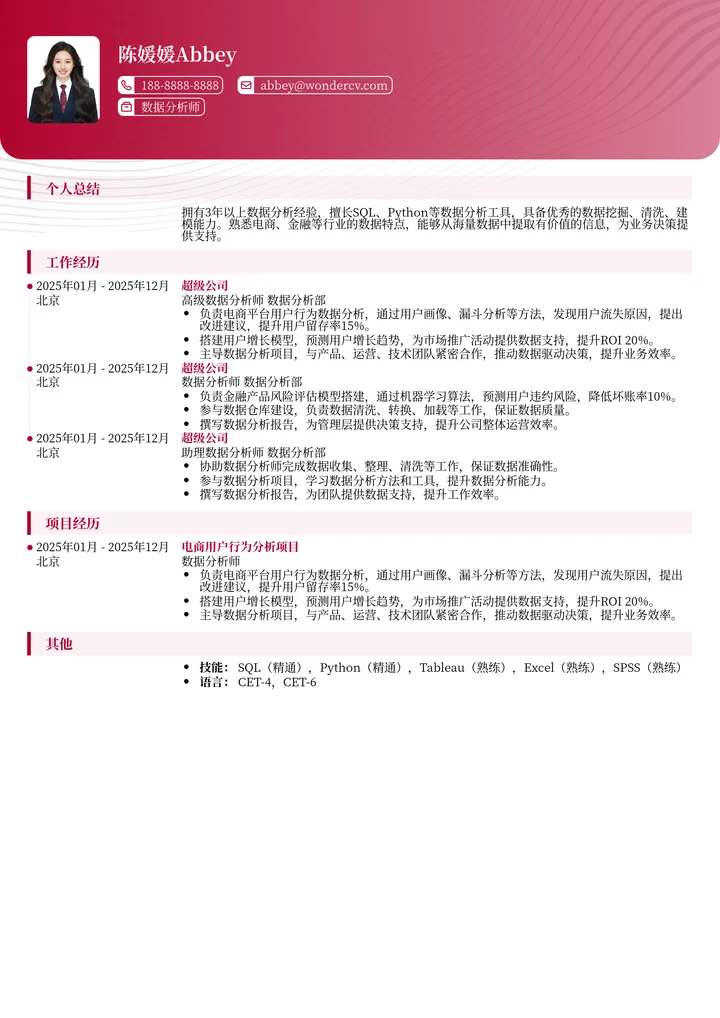 陈媛媛Abbey
188-8888-8888 abbey@wondercv.com
数据分析师
个人总结
拥有3年以上数据分析经验，擅长SQL、Python等数据分析工具，具备优秀的数据挖掘、清洗、建
模能力。熟悉电商、金融等行业的数据特点，能够从海量数据中提取有价值的信息，为业务决策提
供支持。
工作经历
2025年01月 - 2025年12月 超级公司
北京 高级数据分析师 数据分析部
• 负责电商平台用户行为数据分析，通过用户画像、漏斗分析等方法，发现用户流失原因，提出
改进建议，提升用户留存率15%。
• 搭建用户增长模型，预测用户增长趋势，为市场推广活动提供数据支持，提升ROI 20%。
• 主导数据分析项目，与产品、运营、技术团队紧密合作，推动数据驱动决策，提升业务效率。
2025年01月 - 2025年12月 超级公司
北京 数据分析师 数据分析部
• 负责金融产品风险评估模型搭建，通过机器学习算法，预测用户违约风险，降低坏账率10%。
• 参与数据仓库建设，负责数据清洗、转换、加载等工作，保证数据质量。
• 撰写数据分析报告，为管理层提供决策支持，提升公司整体运营效率。
2025年01月 - 2025年12月 超级公司
北京 助理数据分析师 数据分析部
• 协助数据分析师完成数据收集、整理、清洗等工作，保证数据准确性。
• 参与数据分析项目，学习数据分析方法和工具，提升数据分析能力。
• 撰写数据分析报告，为团队提供数据支持，提升工作效率。
项目经历
2025年01月 - 2025年12月 电商用户行为分析项目
北京 数据分析师
• 负责电商平台用户行为数据分析，通过用户画像、漏斗分析等方法，发现用户流失原因，提出
改进建议，提升用户留存率15%。
• 搭建用户增长模型，预测用户增长趋势，为市场推广活动提供数据支持，提升ROI 20%。
• 主导数据分析项目，与产品、运营、技术团队紧密合作，推动数据驱动决策，提升业务效率。
其他
• 技能： SQL（精通）, Python（精通）, Tableau（熟练）, Excel（熟练）, SPSS（熟练）
• 语言： CET-4，CET-6